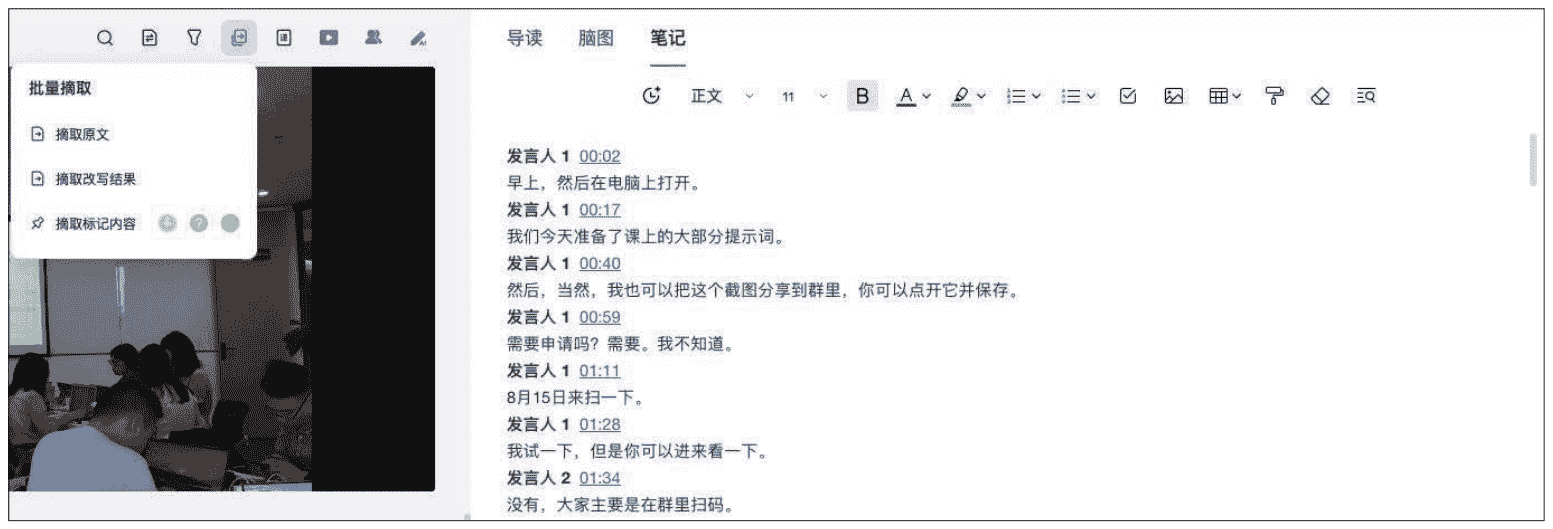 批量摘取
摘取原文
摘取改写结果
摘取标记内容
导读 脑图 笔记
正文 11 B A
发言人 1 00:02
早上，然后在电脑上打开。
发言人 1 00:17
我们今天准备了课上的大部分提示词。
发言人 1 00:40
然后，当然，我也可以把这个截图分享到群里，你可以点开它并保存。
发言人 1 00:59
需要申请吗？需要。我不知道。
发言人 1 01:11
8月15日来扫一下。
发言人 1 01:28
我试一下，但是你可以进来看一下。
发言人 2 01:34
没有，大家主要是在群里扫码。